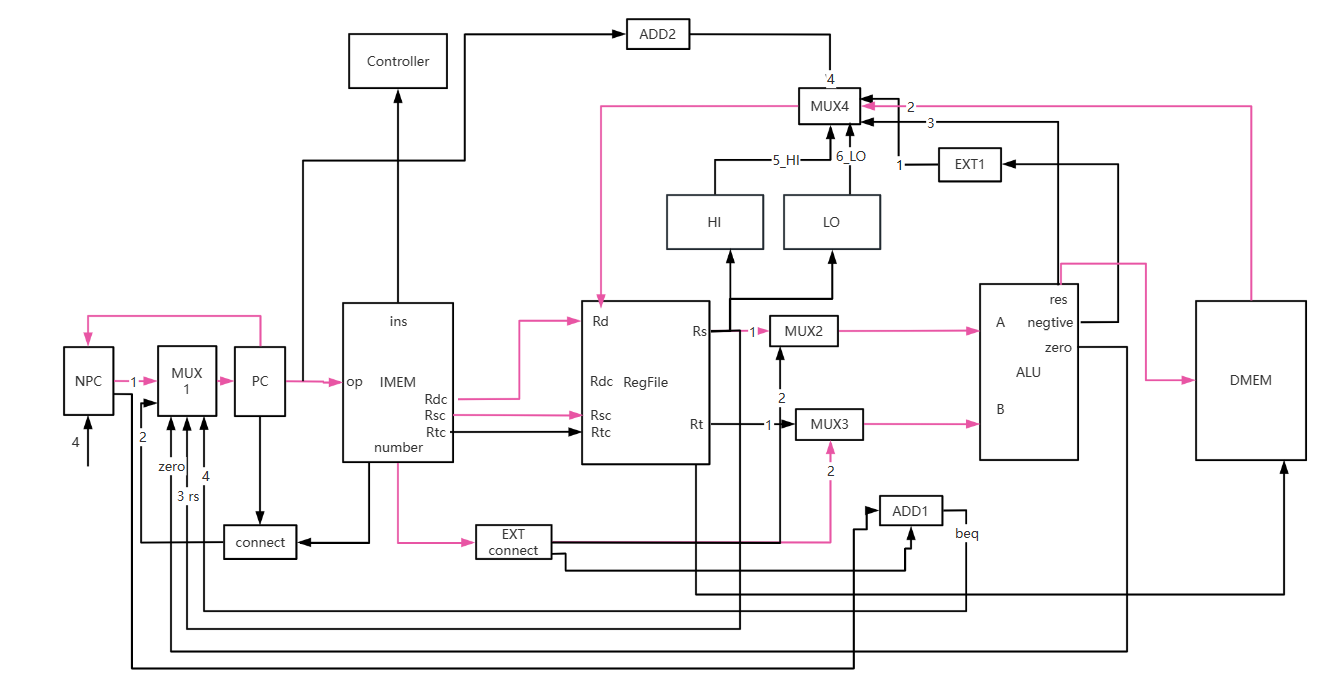 ADD2
Controller
4
MUX4
2
3
5_HI
6_LO
1
EXT1
HI
LO
ins
Rd
Rs
1
MUX2
res
A
negtive
zero
NPC
1
MUX
1
PC
op
IMEM
Rdc
RegFile
ALU
DMEM
Rdc
Rsc
Rtc
number
Rsc
Rtc
Rt
2
1
MUX3
B
4
2
zero
3 rs
4
2
connect
EXT
connect
ADD1
beq